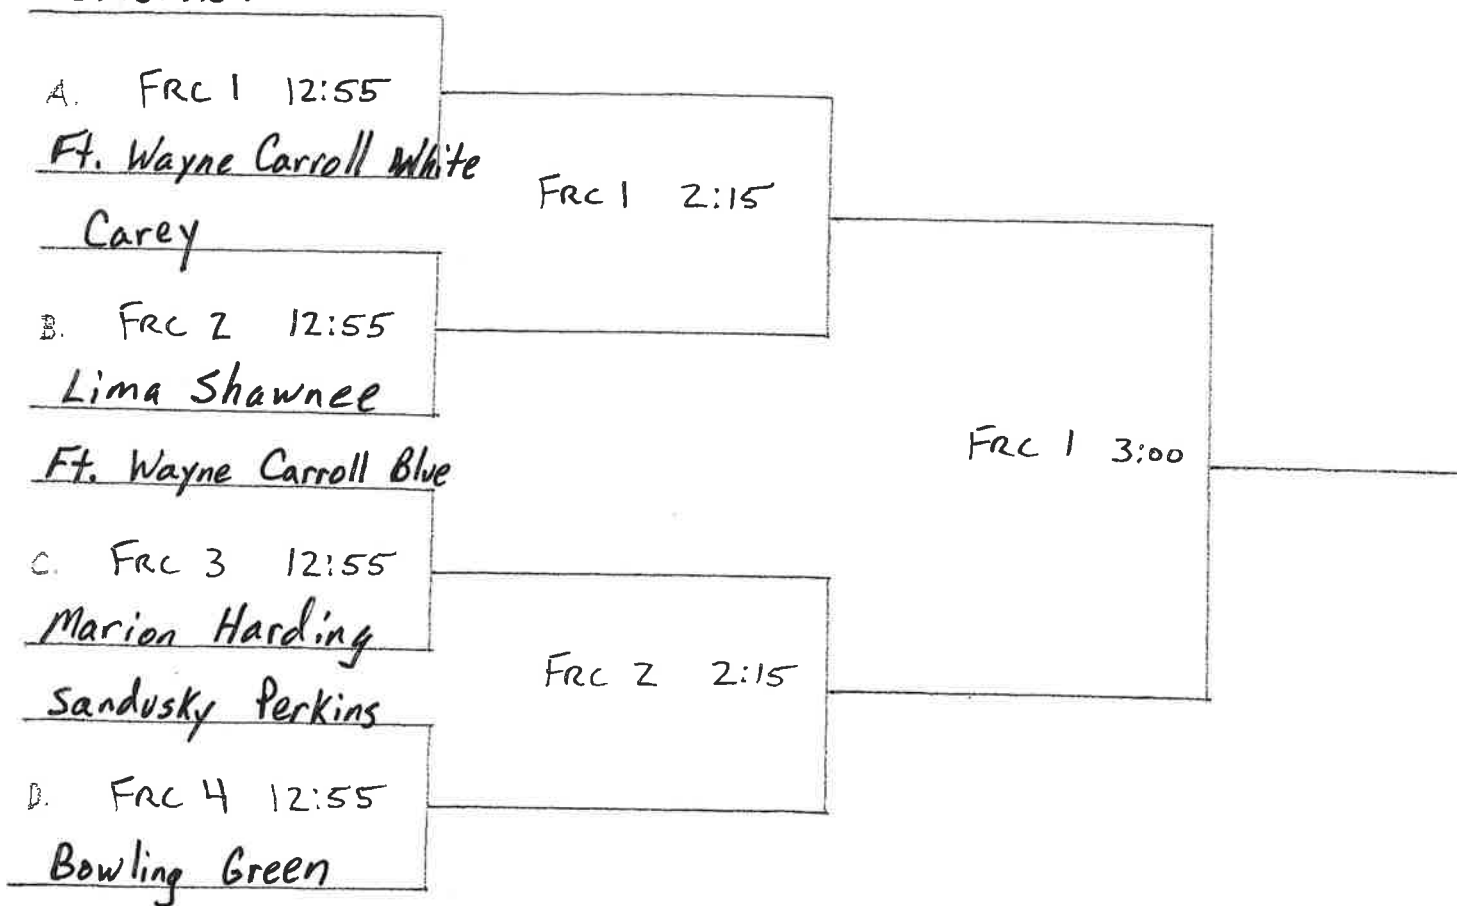 A. FRC 1 12:55
Ft. Wayne Carroll White
FRC 1 2:15
Carey
B. FRC 2 12:55
Lima Shawnee
FRC 1 3:00
Ft. Wayne Carroll Blue
C. FRC 3 12:55
Marion Harding
FRC 2 2:15
Sandusky Perkins
D. FRC 4 12:55
Bowling Green